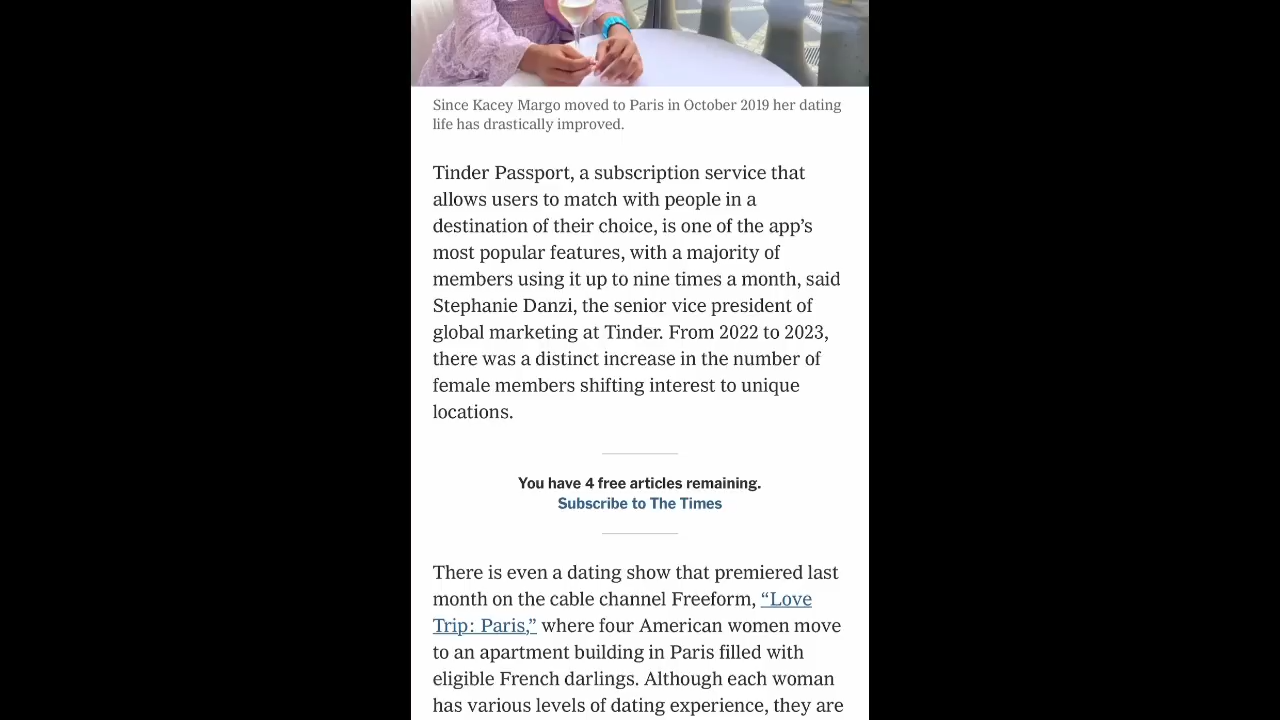 Since Kacey Margo moved to Paris in October 2019 her dating
life has drastically improved.
Tinder Passport, a subscription service that
allows users to match with people in a
destination of their choice, is one of the app’s
most popular features, with a majority of
members using it up to nine times a month, said
Stephanie Danzi, the senior vice president of
global marketing at Tinder. From 2022 to 2023,
there was a distinct increase in the number of
female members shifting interest to unique
locations.
You have 4 free articles remaining.
Subscribe to The Times
There is even a dating show that premiered last
month on the cable channel Freeform, “Love
Trip: Paris,” where four American women move
to an apartment building in Paris filled with
eligible French darlings. Although each woman
has various levels of dating experience, they are